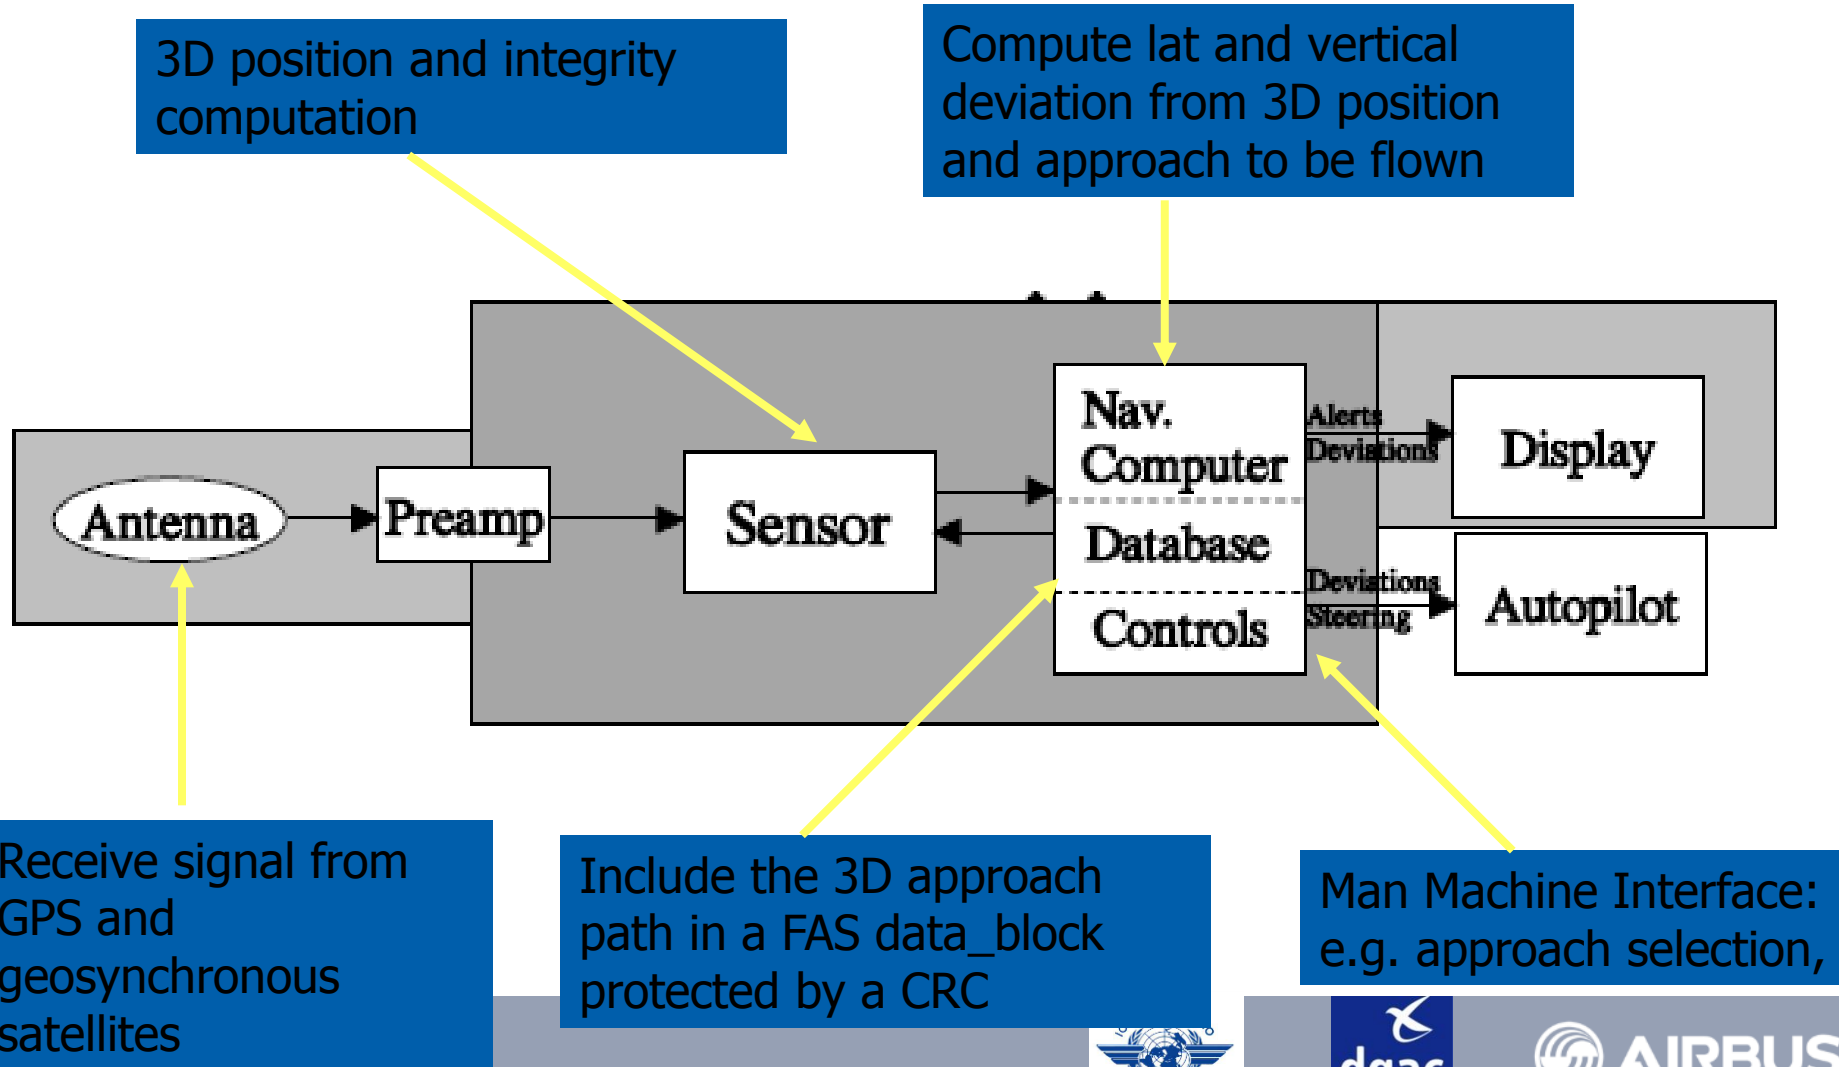 3D position and integrity
computation
Compute lat and vertical
deviation from 3D position
and approach to be flown
Antenna
Preamp
Sensor
Nav.
Computer
Database
Controls
Alerts
Deviations
Display
Deviations
Steering
Autopilot
Receive signal from
GPS and
geosynchronous
satellites
Include the 3D approach
path in a FAS data_block
protected by a CRC
Man Machine Interface:
e.g. approach selection,
dgac
AIRBUS